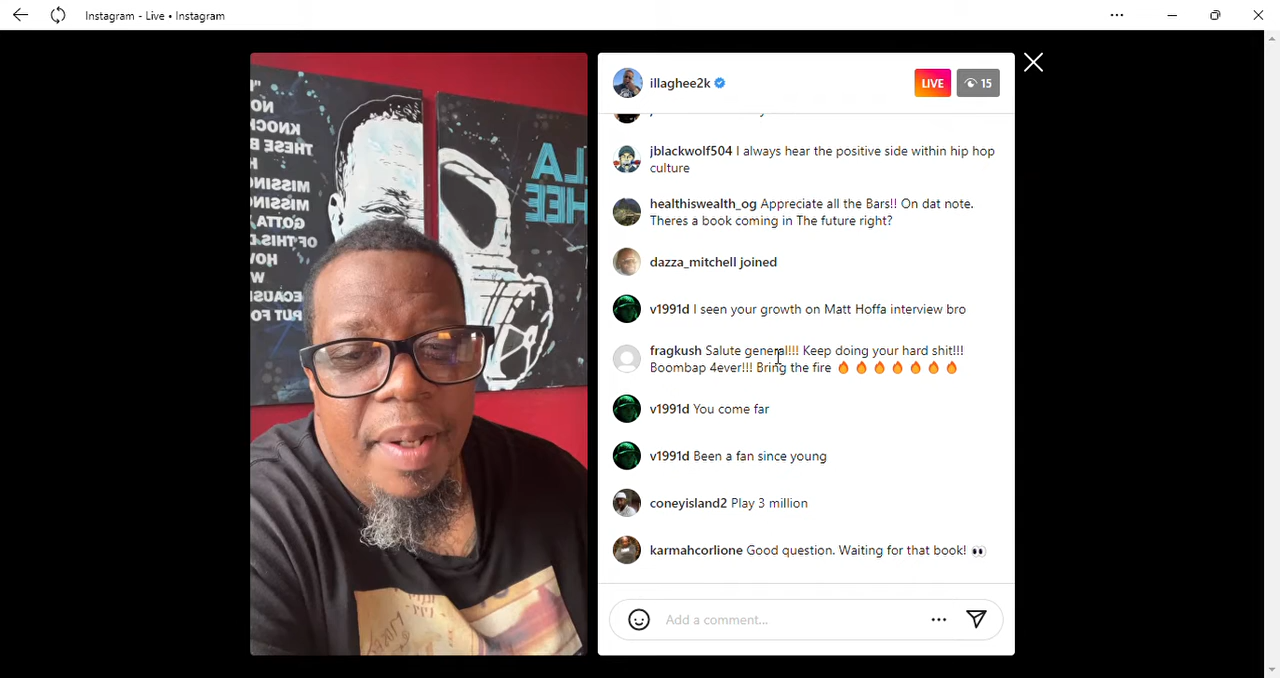 Instagram - Live • Instagram
illaghee2k
LIVE
15
jblackwolf504 I always hear the positive side within hip hop
culture
healthiswealth_og Appreciate all the Bars!! On dat note.
Theres a book coming in The future right?
dazza_mitchell joined
v1991d I seen your growth on Matt Hoffa interview bro
fragkush Salute general!!! Keep doing your hard shit!!!
Boombap 4ever!!! Bring the fire 🔥 🔥 🔥 🔥 🔥 🔥 🔥
v1991d You come far
v1991d Been a fan since young
coneyisland2 Play 3 million
karmahcorlione Good question. Waiting for that book! 👀
Add a comment...
NO
KNOCK
THESE B
MISSING
MISSING
GOTTA
OF THIS D
HOW
W
PUT FO